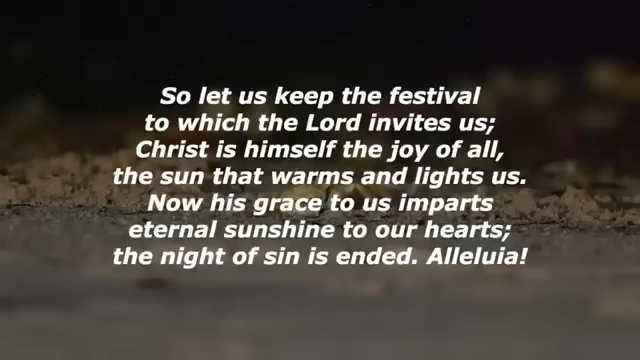 So let us keep the festival
to which the Lord invites us;
Christ is himself the joy of all,
the sun that warms and lights us.
Now his grace to us imparts
eternal sunshine to our hearts;
the night of sin is ended. Alleluia!